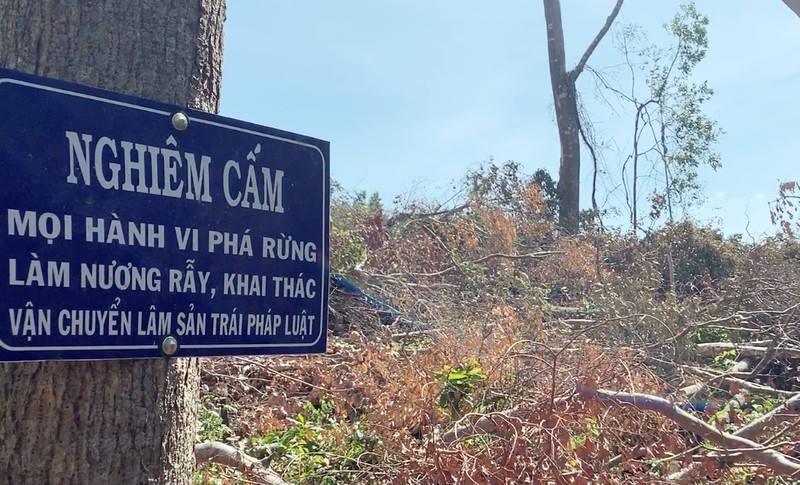 NGHIÊM CẤM
MỌI HÀNH VI PHÁ RỪNG
LÀM NƯƠNG RẪY, KHAI THÁC
VẬN CHUYỂN LÂM SẢN TRÁI PHÁP LUẬT